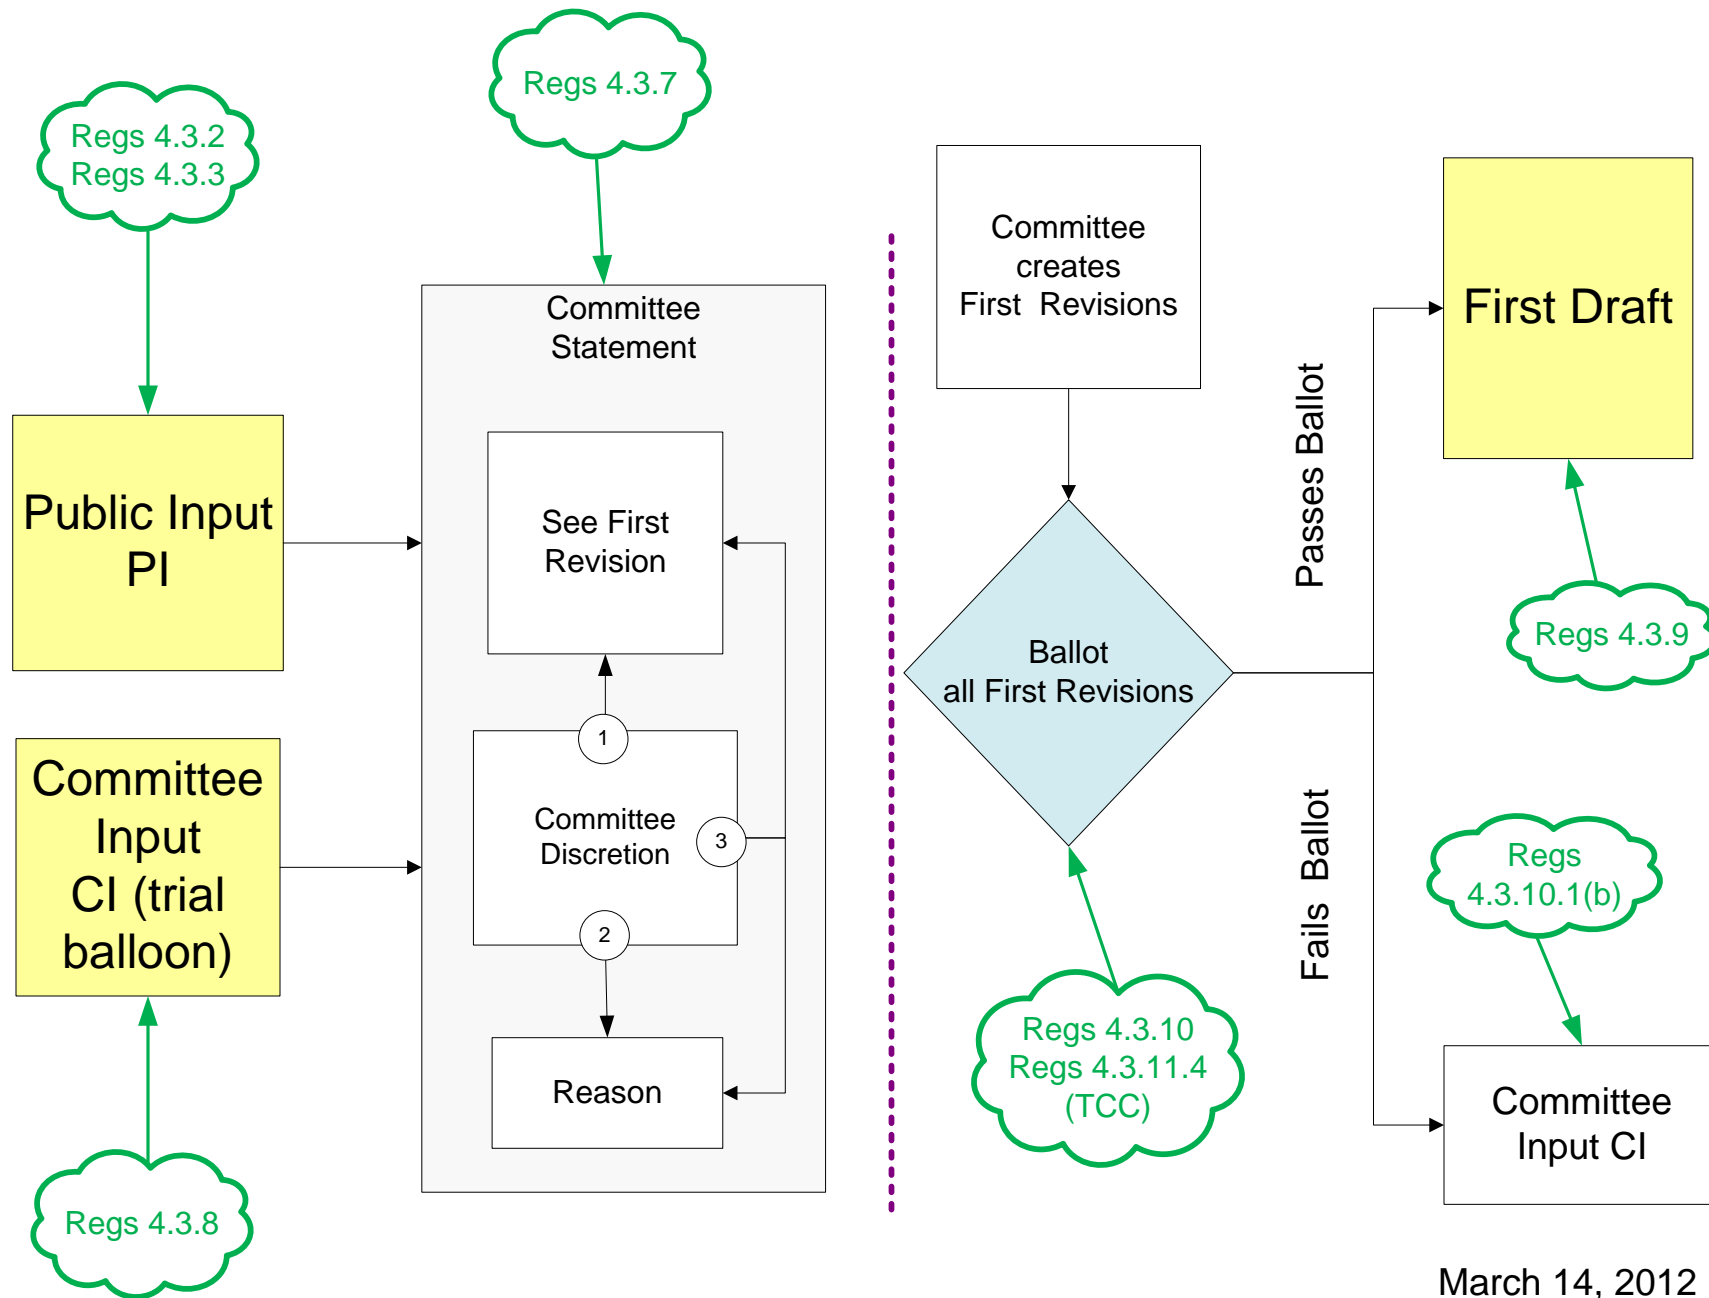 Regs 4.3.2
Regs 4.3.3
Regs 4.3.7
Public Input
PI
Committee
Input
CI (trial
balloon)
Regs 4.3.8
Committee
Statement
See First
Revision
1
Committee
Discretion
3
2
Reason
Committee
creates
First Revisions
Ballot
all First Revisions
Regs 4.3.10
Regs 4.3.11.4
(TCC)
Passes Ballot
Fails Ballot
First Draft
Regs 4.3.9
Regs
4.3.10.1(b)
Committee
Input CI
March 14, 2012